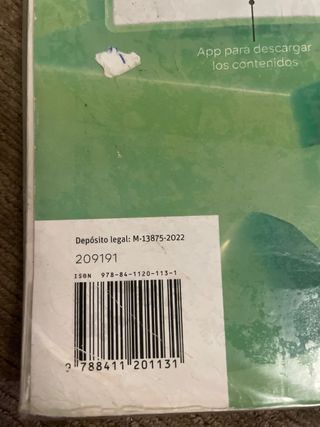 App para descargar
los contenidos
Depósito legal: M-13875-2022
209191
ISBN 978-84-1120-113-1
9 788411 201131